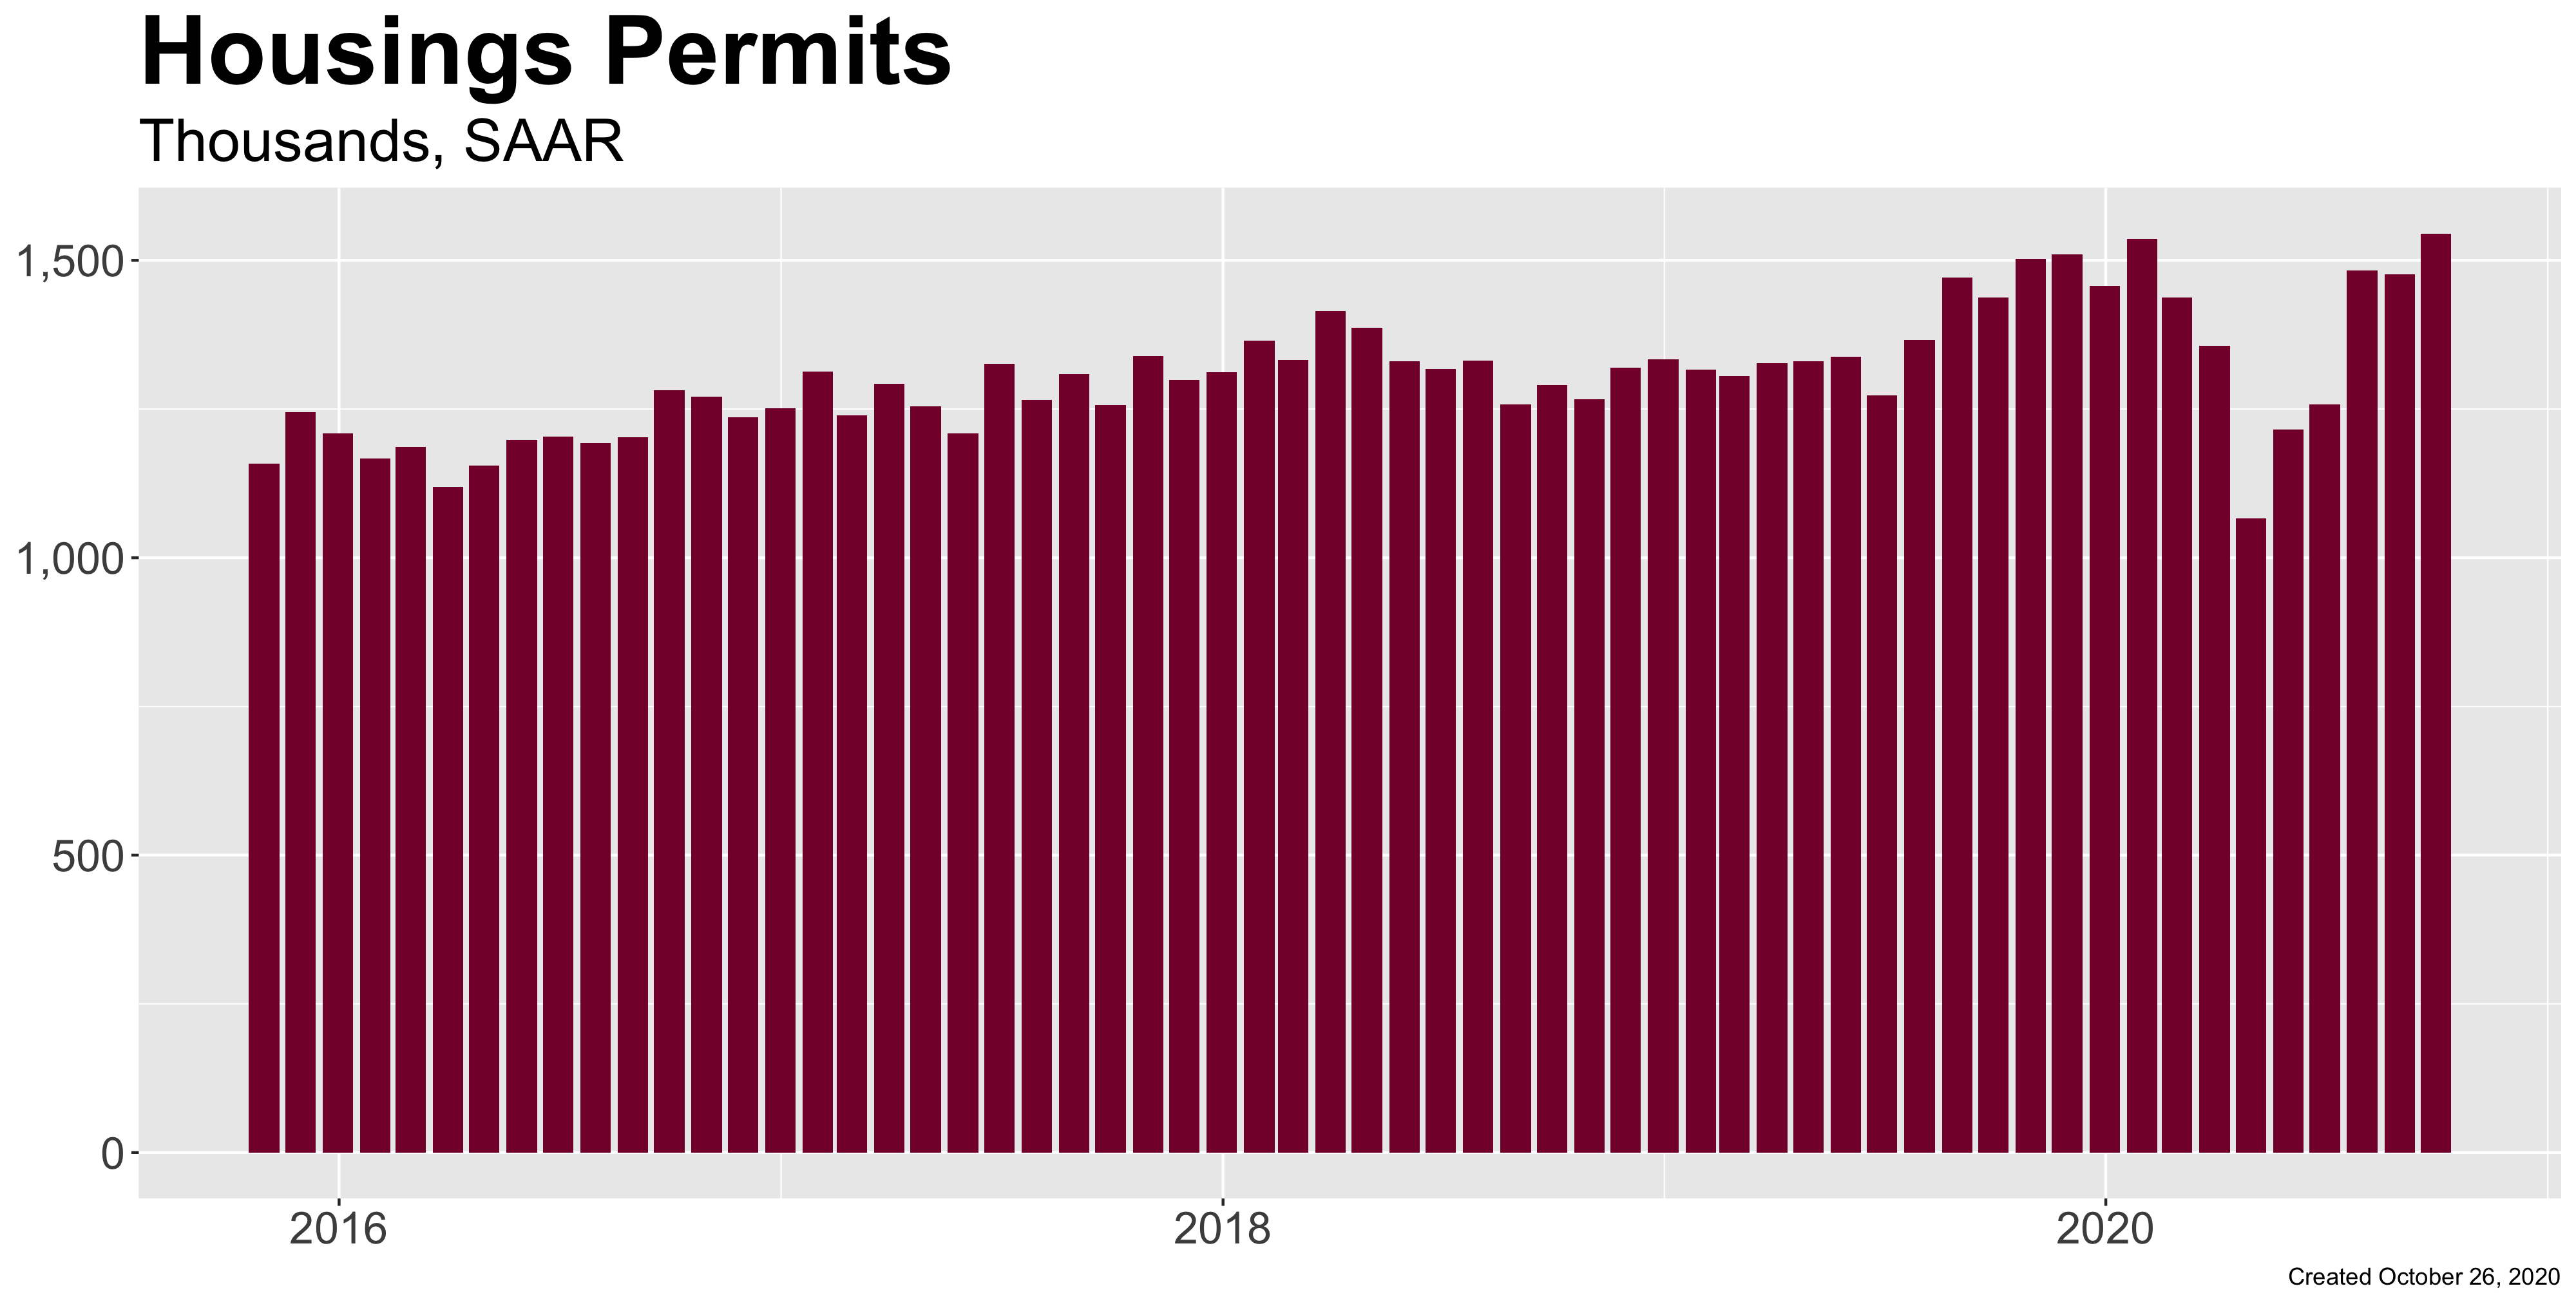 Housings Permits
Thousands, SAAR
1,500
1,000
500
0
2016 2018 2020
Created October 26, 2020